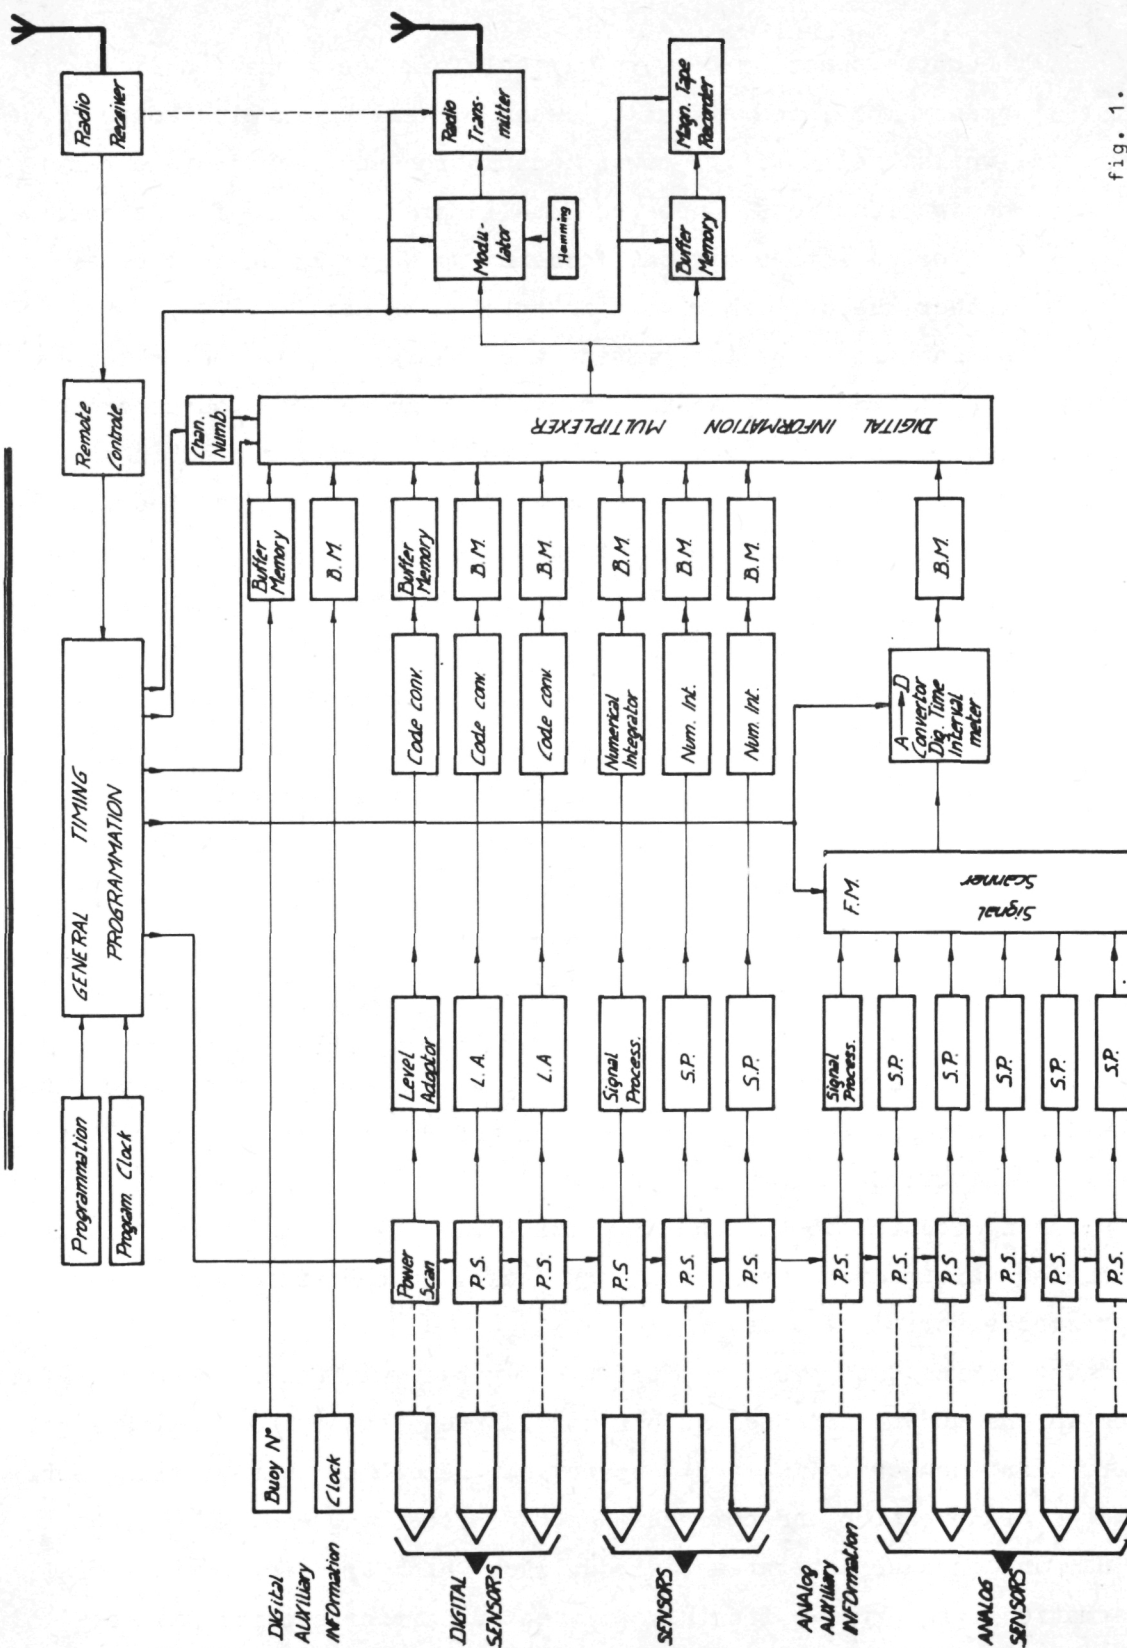 Radio
Receiver
Remote
Controle
GENERAL TIMING
PROGRAMMATION
Programmation
Program. Clock
Radio
Trans-
mitter
Modu-
lator
Hamming
Magn. Tape
Recorder
Buffer
Memory
Chan.
Numb.
DIGITAL INFORMATION MULTIPLEXER
Buffer
Memory
B.M.
Buffer
Memory
B.M.
B.M.
B.M.
B.M.
B.M.
B.M.
Code conv.
Code conv.
Code conv.
Numerical
Integrator
Num. Int.
Num. Int.
A D
Convertor
Dig. Time
Interval
meter
F.M.
Signal
Scanner
Level
Adaptor
L.A.
L.A
Signal
Process.
S.P.
S.P.
Signal
Process.
S.P.
S.P.
S.P.
S.P.
S.P.
Power
Scan
P.S.
P.S.
P.S
P.S.
P.S.
P.S.
P.S.
P.S
P.S.
P.S.
P.S.
Buoy N°
Clock
DIGital
AUXILIARY
INFOrmation
DIGITAL
SENSORS
SENSORS
ANALog
AUXIliary
INFOrmation
ANALOG
SENSORS
fig. 1.